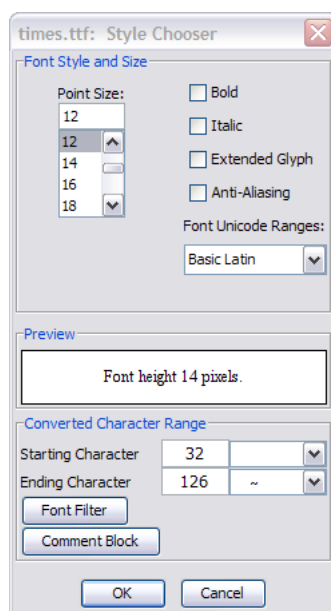 times.ttf: Style Chooser
Font Style and Size
Point Size:
12
12
14
16
18
Bold
Italic
Extended Glyph
Anti-Aliasing
Font Unicode Ranges:
Basic Latin
Preview
Font height 14 pixels.
Converted Character Range
Starting Character 32
Ending Character 126 ~
Font Filter
Comment Block
OK Cancel